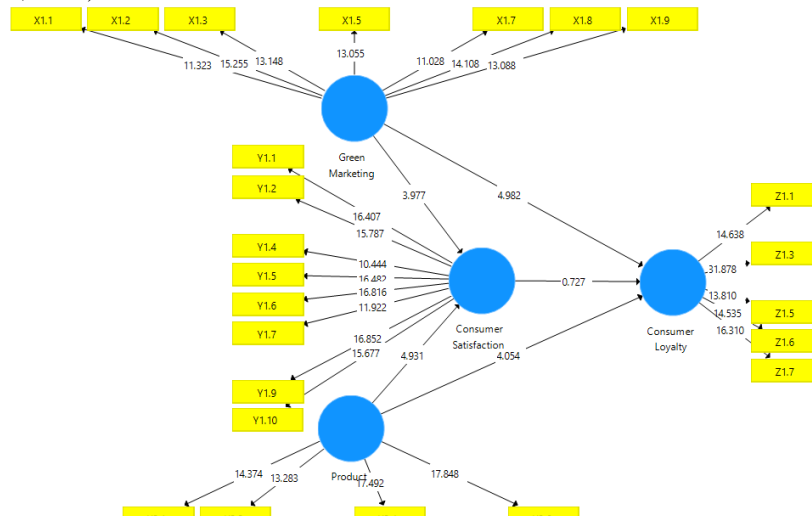 X1.1 X1.2 X1.3 X1.5 X1.7 X1.8 X1.9
11.323 15.255 13.148 13.055 11.028 14.108 13.088
Green
Marketing
Y1.1
Y1.2
3.977 4.982
16.407
15.787
Z1.1
14.638
Y1.4
10.444
Z1.3
31.878
Y1.5
16.482
0.727
Y1.6
16.816
13.810
Y1.7
11.922
14.535
Z1.5
16.310
Z1.6
Z1.7
Consumer
Satisfaction
Consumer
Loyalty
16.852
15.677
4.931 4.054
Y1.9
Y1.10
Product
14.374 13.283 17.492 17.848